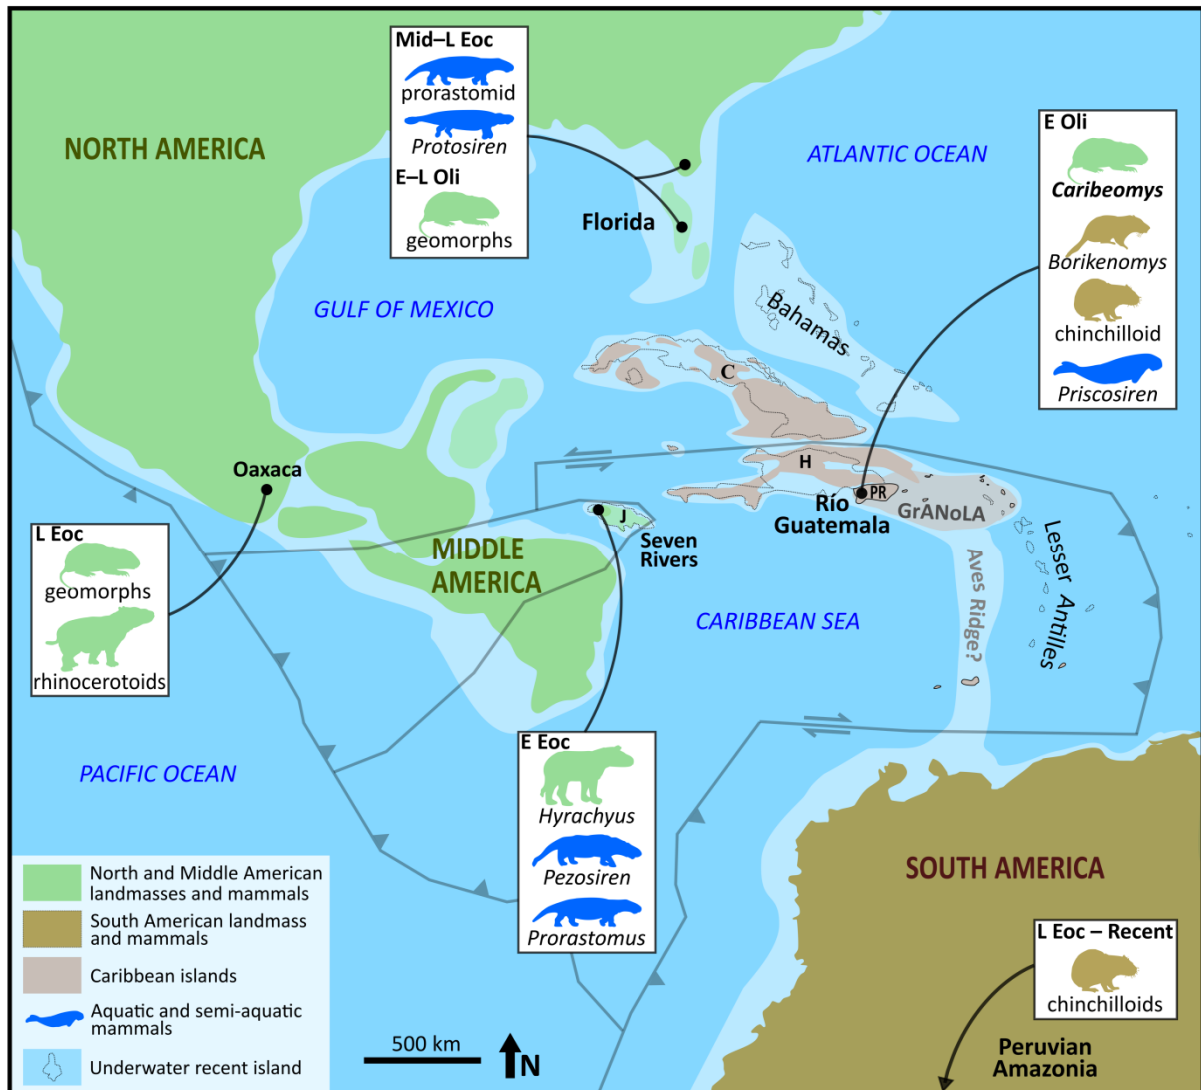 Mid–L Eoc
prorastomid
Protosiren
E–L Oli
geomorphs
NORTH AMERICA
ATLANTIC OCEAN
E Oli
Caribeomys
Borikenomys
chinchilloid
Priscosiren
Florida
GULF OF MEXICO
Bahamas
C
Oaxaca
H
PR
Río
Guatemala
GrANoLA
J
Seven
Rivers
MIDDLE
AMERICA
Lesser Antilles
Aves Ridge?
CARIBBEAN SEA
L Eoc
geomorphs
rhinocerotoids
PACIFIC OCEAN
E Eoc
Hyrachyus
Pezosiren
Prorastomus
SOUTH AMERICA
L Eoc – Recent
chinchilloids
Peruvian
Amazonia
North and Middle American
landmasses and mammals
South American landmass
and mammals
Caribbean islands
Aquatic and semi-aquatic
mammals
Underwater recent island
500 km
N